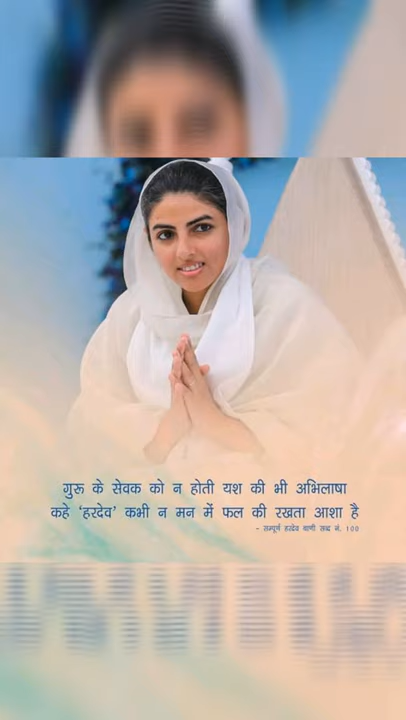 गुरू के सेवक को न होती यश की भी अभिलाषा
कहे 'हरदेव' कभी न मन में फल की रखता आशा है
- सम्पूर्ण हरदेव बाणी शब्द नं. 100